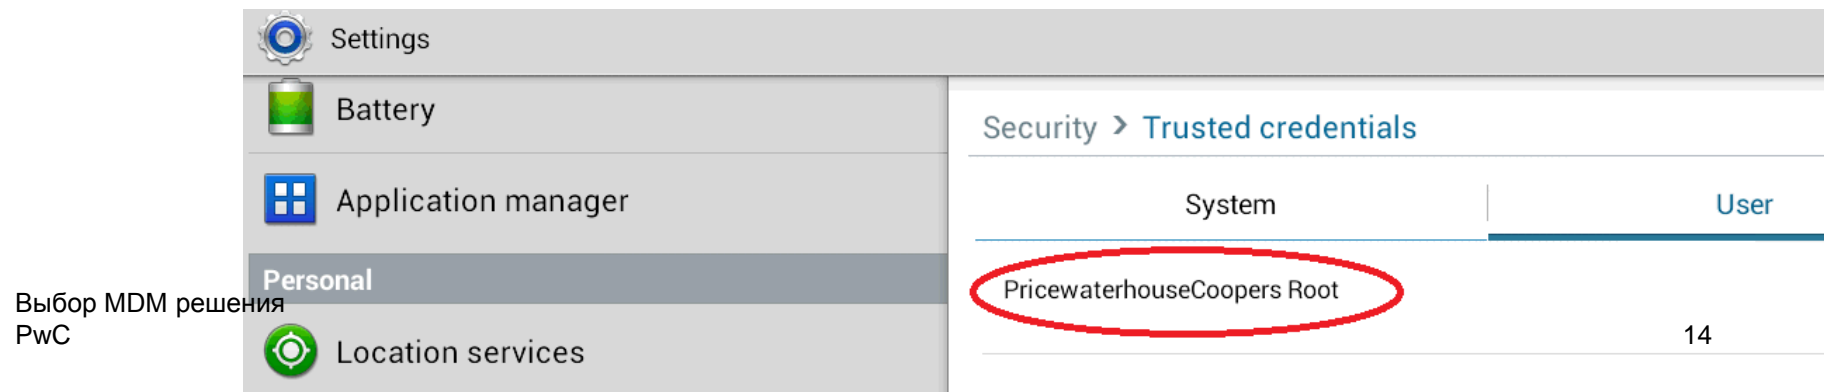 Settings
Battery
Application manager
Personal
Location services
Security > Trusted credentials
System
User
PricewaterhouseCoopers Root
Выбор MDM решения
PwC
14